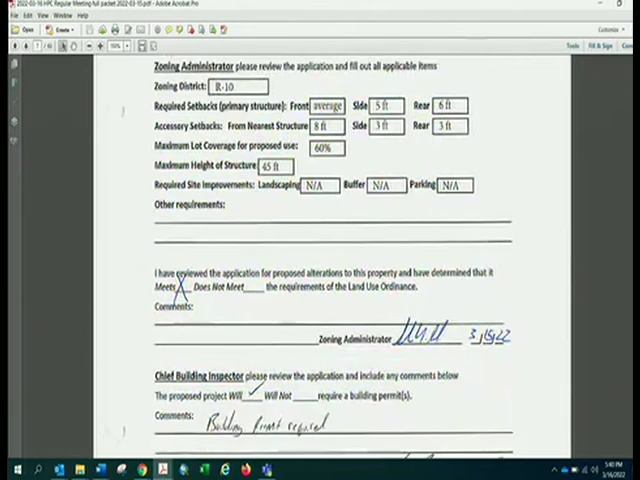 2022-03-16 HPC Regular Meeting full packet 2022-03-15.pdf - Adobe Acrobat Pro
File Edit View Window Help
Open Create Customize
Tools Fill & Sign
Zoning Administrator please review the application and fill out all applicable items
Zoning District: R-10
Required Setbacks (primary structure): Front average Side 5 ft Rear 6 ft
Accessory Setbacks: From Nearest Structure 8 ft Side 3 ft Rear 3 ft
Maximum Lot Coverage for proposed use: 60%
Maximum Height of Structure 45 ft
Required Site Improvements: Landscaping N/A Buffer N/A Parking N/A
Other requirements:
I have reviewed the application for proposed alterations to this property and have determined that it
Meets X Does Not Meet the requirements of the Land Use Ordinance.
Comments:
Zoning Administrator 3/15/22
Chief Building Inspector please review the application and include any comments below
The proposed project Will ✓ Will Not require a building permit(s).
Comments: Building Permit required
5:40 PM
3/16/2022